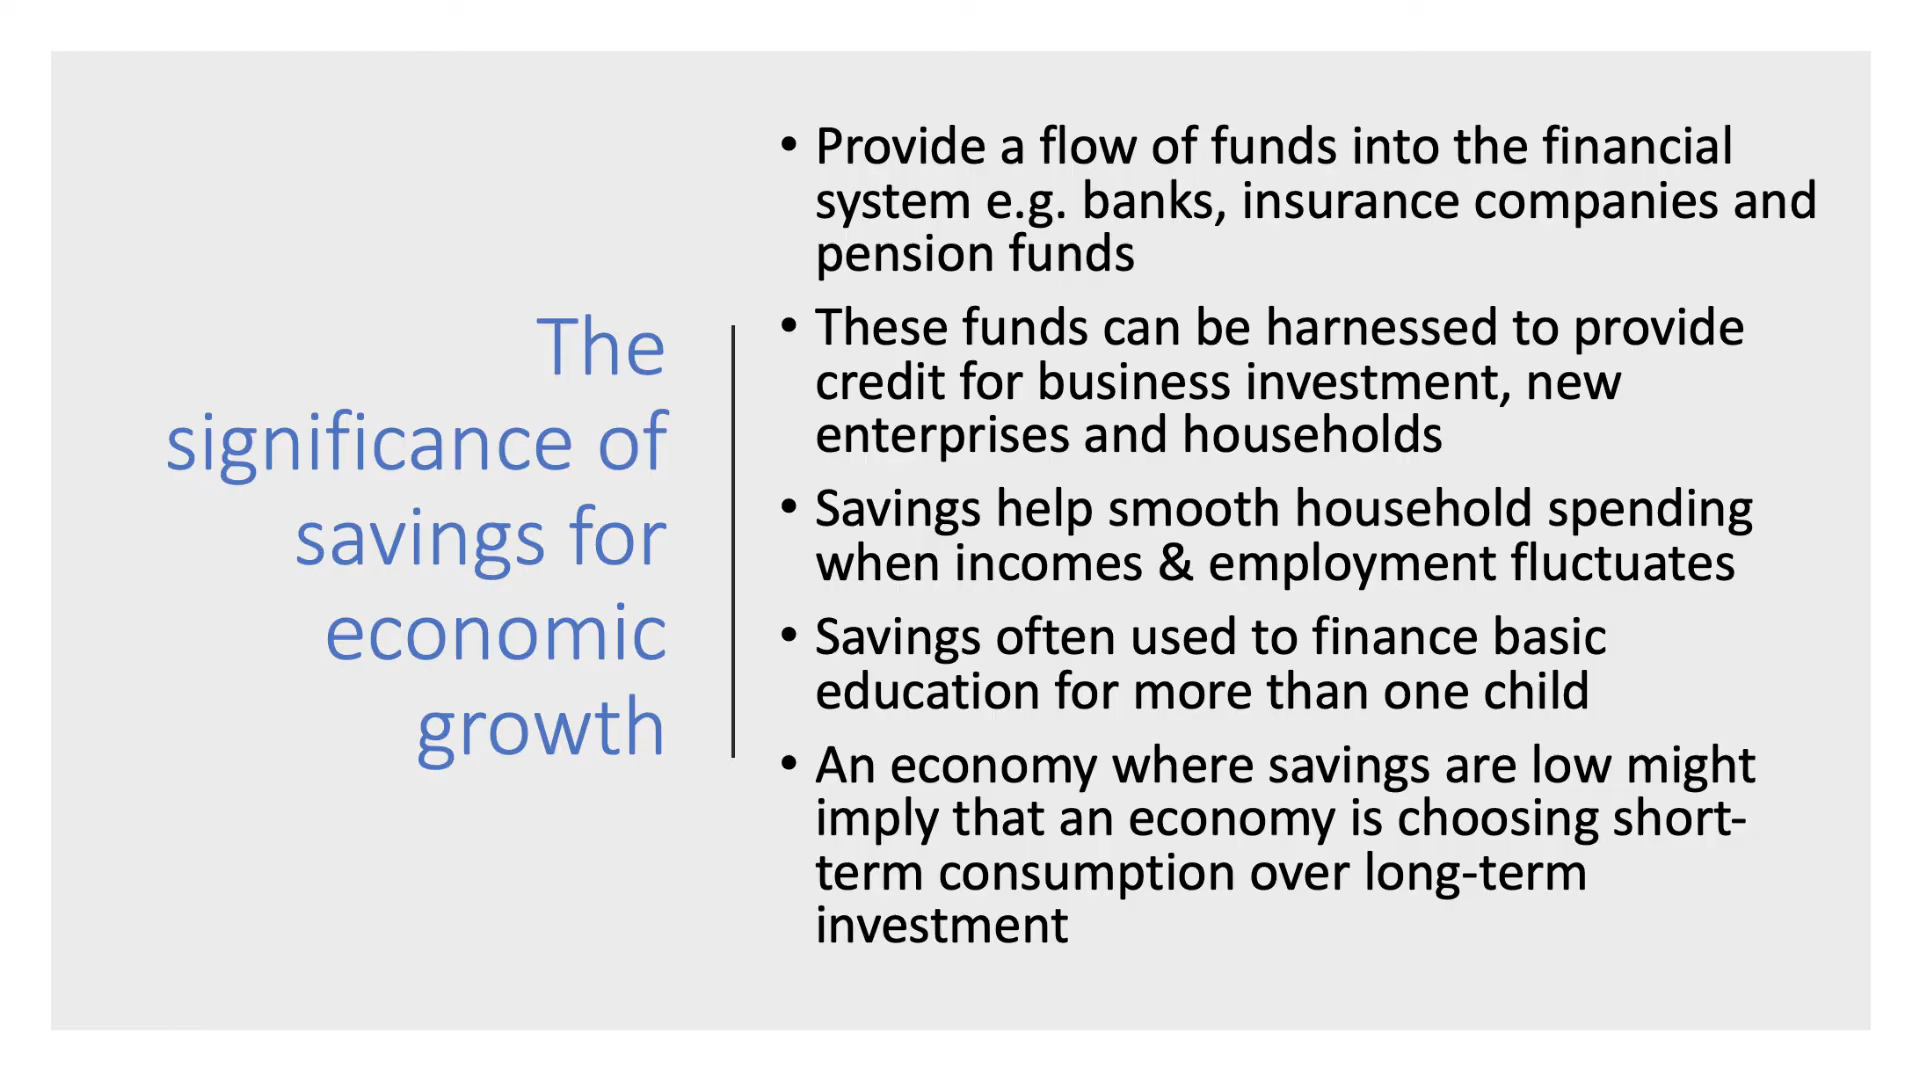 The
significance of
savings for
economic
growth
• Provide a flow of funds into the financial
system e.g. banks, insurance companies and
pension funds
• These funds can be harnessed to provide
credit for business investment, new
enterprises and households
• Savings help smooth household spending
when incomes & employment fluctuates
• Savings often used to finance basic
education for more than one child
• An economy where savings are low might
imply that an economy is choosing short-
term consumption over long-term
investment